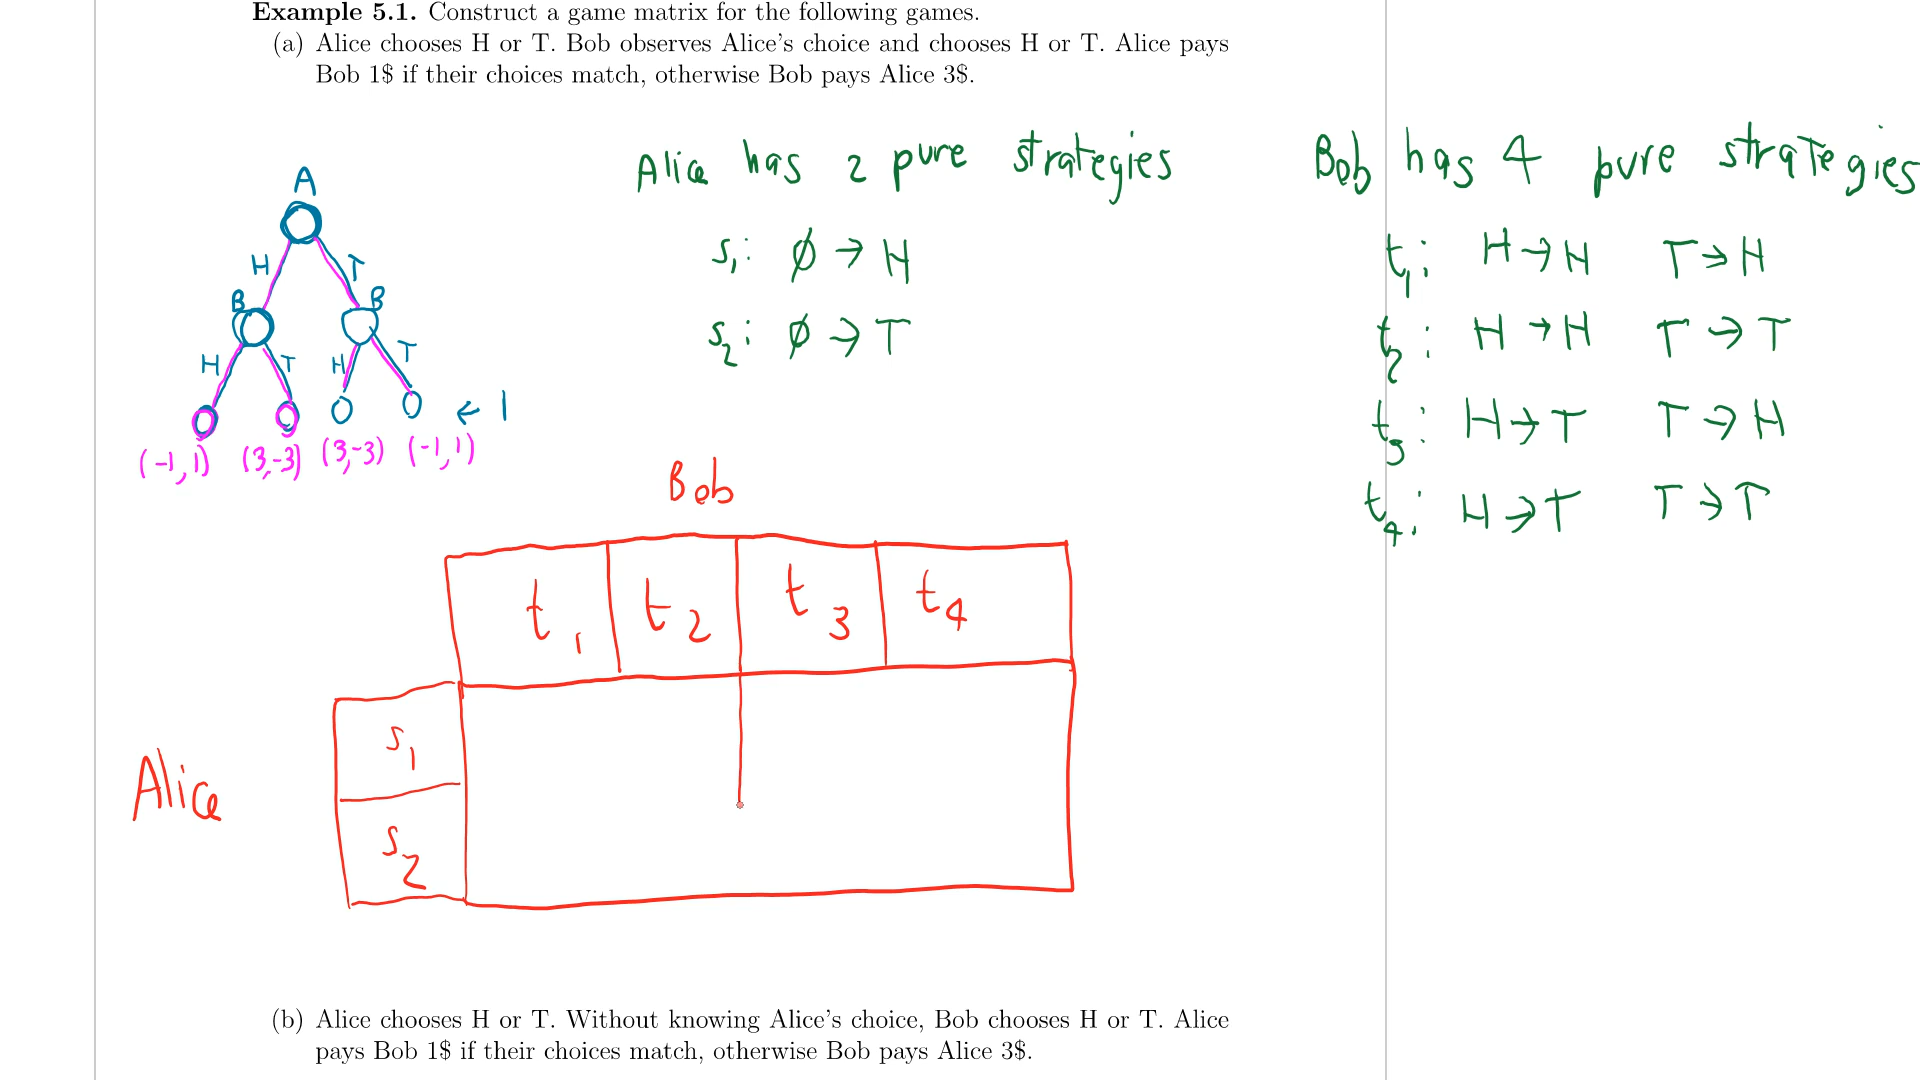 Example 5.1. Construct a game matrix for the following games.
(a) Alice chooses H or T. Bob observes Alice's choice and chooses H or T. Alice pays
Bob 1$ if their choices match, otherwise Bob pays Alice 3$.
Alice has 2 pure strategies
s₁: ∅ → H
s₂: ∅ → T
Bob has 4 pure strategies
t₁: H → H T → H
t₂: H → H T → T
t₃: H → T T → H
t₄: H → T T → T
A
H T
B B
H T H T
← 1
(-1, 1) (3,-3) (3,-3) (-1, 1)
Bob
t₁ t₂ t₃ t₄
Alice
s₁
s₂
(b) Alice chooses H or T. Without knowing Alice's choice, Bob chooses H or T. Alice
pays Bob 1$ if their choices match, otherwise Bob pays Alice 3$.